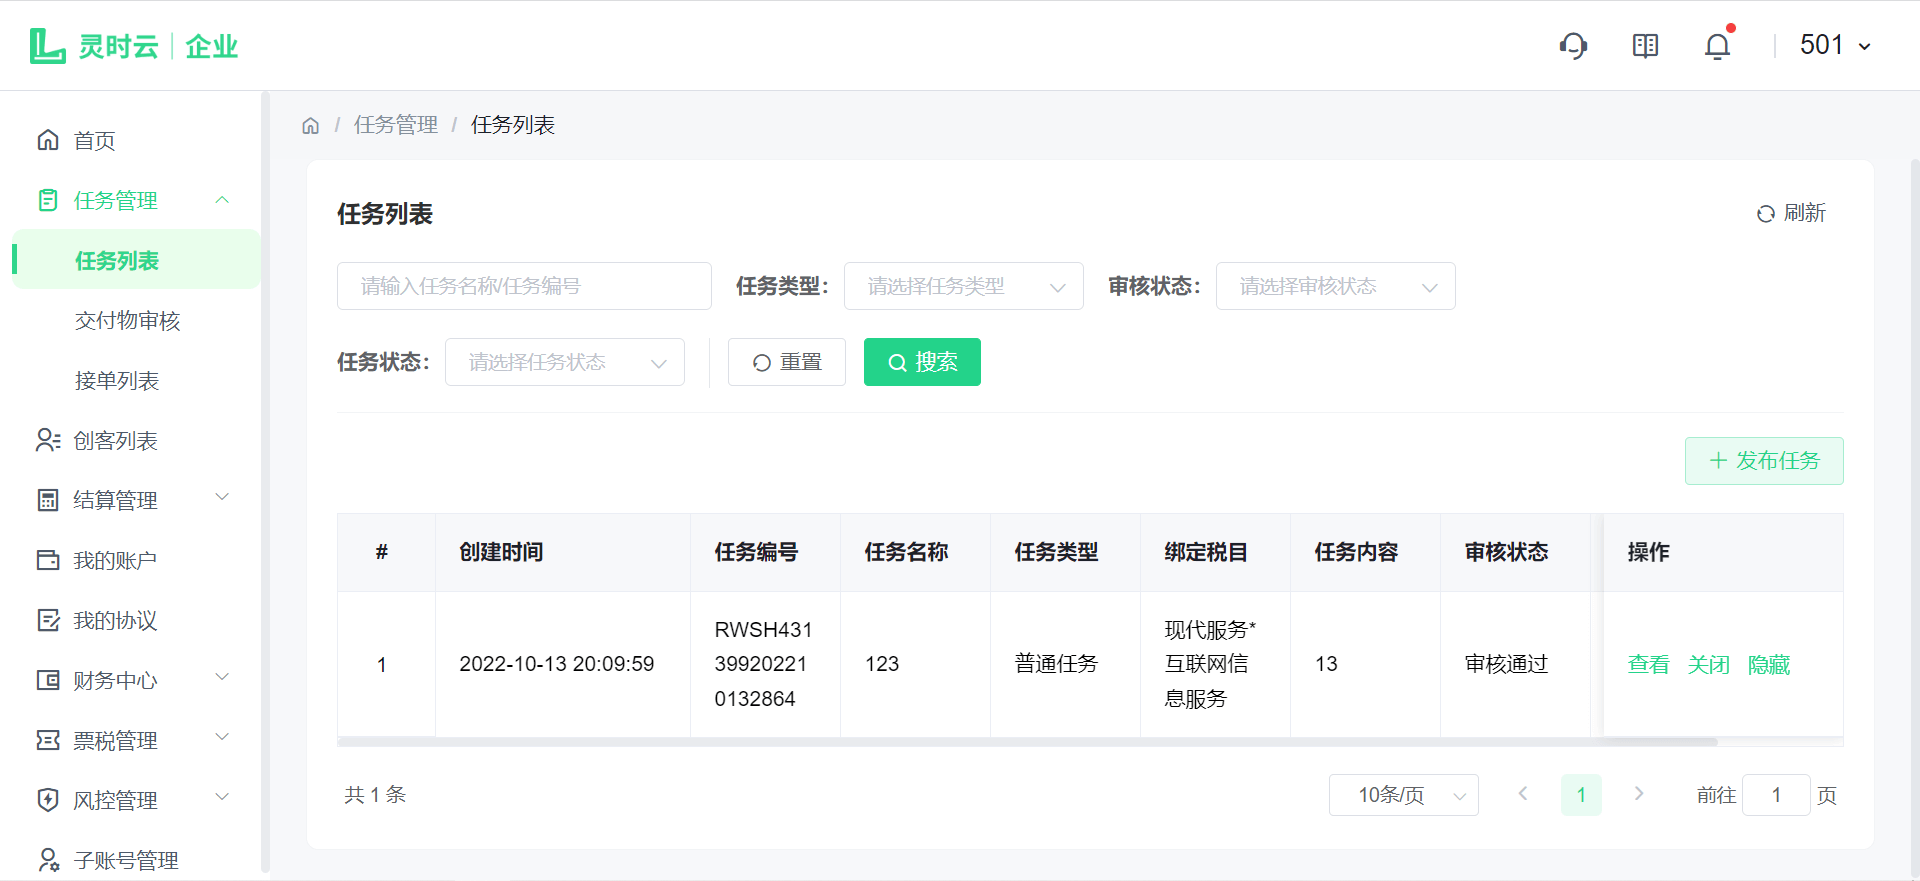 灵时云 | 企业
501
首页
任务管理
任务列表
交付物审核
接单列表
创客列表
结算管理
我的账户
我的协议
财务中心
票税管理
风控管理
子账号管理
/ 任务管理 / 任务列表
任务列表
刷新
请输入任务名称/任务编号
任务类型：
请选择任务类型
审核状态：
请选择审核状态
任务状态：
请选择任务状态
重置
搜索
+ 发布任务
# 创建时间 任务编号 任务名称 任务类型 绑定税目 任务内容 审核状态 操作
1
2022-10-13 20:09:59
RWSH431
39920221
0132864
123
普通任务
现代服务*
互联网信
息服务
13
审核通过
查看 关闭 隐藏
共 1 条
10条/页
1
前往 1 页